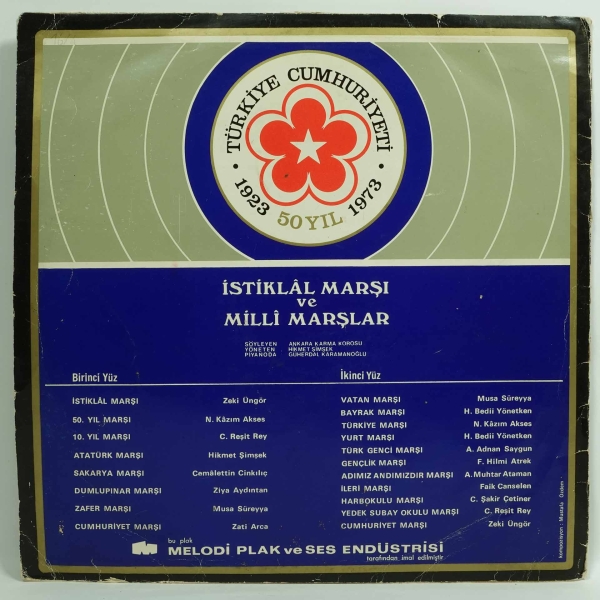 TÜRKİYE CUMHURİYETİ
1923 50 YIL 1973
İSTİKLÂL MARŞI
ve
MİLLÎ MARŞLAR
SÖYLEYEN ANKARA KARMA KOROSU
YÖNETEN HİKMET ŞİMŞEK
PİYANODA GÜHERDAL KARAMANOĞLU
Birinci Yüz
İSTİKLÂL MARŞI Zeki Üngör
50. YIL MARŞI N. Kâzım Akses
10. YIL MARŞI C. Reşit Rey
ATATÜRK MARŞI Hikmet Şimşek
SAKARYA MARŞI Cemâlettin Cinkılıç
DUMLUPINAR MARŞI Ziya Aydıntan
ZAFER MARŞI Musa Süreyya
CUMHURİYET MARŞI Zati Arca
İkinci Yüz
VATAN MARŞI Musa Süreyya
BAYRAK MARŞI H. Bedii Yönetken
TÜRKİYE MARŞI N. Kâzım Akses
YURT MARŞI H. Bedii Yönetken
TÜRK GENCİ MARŞI A. Adnan Saygun
GENÇLİK MARŞI F. Hilmi Atrek
ADIMIZ ANDIMIZDIR MARŞI A. Muhtar Ataman
İLERİ MARŞI Faik Canselen
HARBOKULU MARŞI C. Şakir Çetiner
YEDEK SUBAY OKULU MARŞI C. Reşit Rey
CUMHURİYET MARŞI Zeki Üngör
bu plak
MELODİ PLAK ve SES ENDÜSTRİSİ
tarafından imal edilmiştir
kompozisyon : Mustafa Özdem